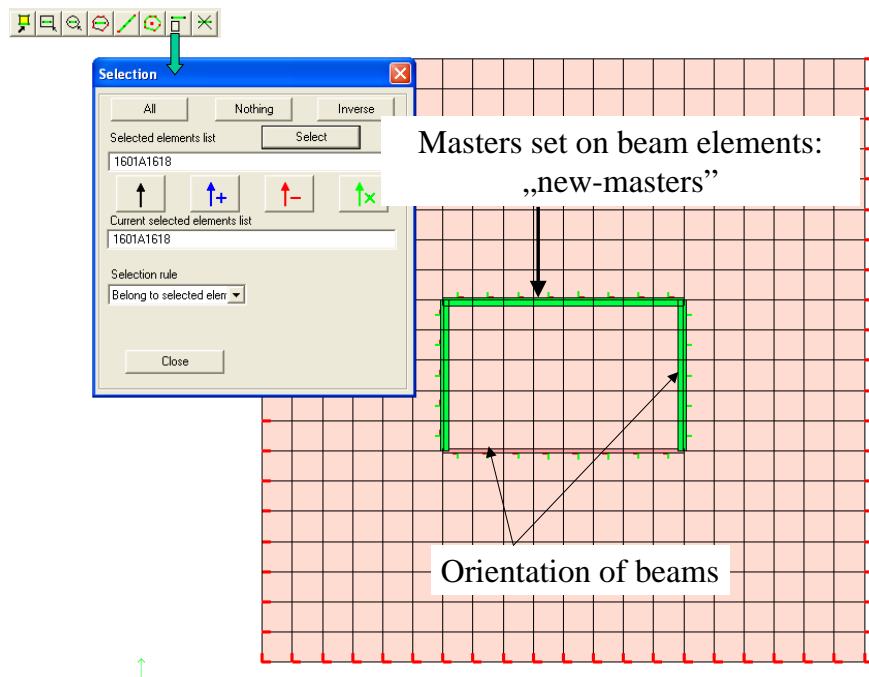 Selection
All Nothing Inverse
Selected elements list Select
1601A1618
Current selected elements list
1601A1618
Selection rule
Belong to selected elem
Close
Masters set on beam elements:
„new-masters”
Orientation of beams